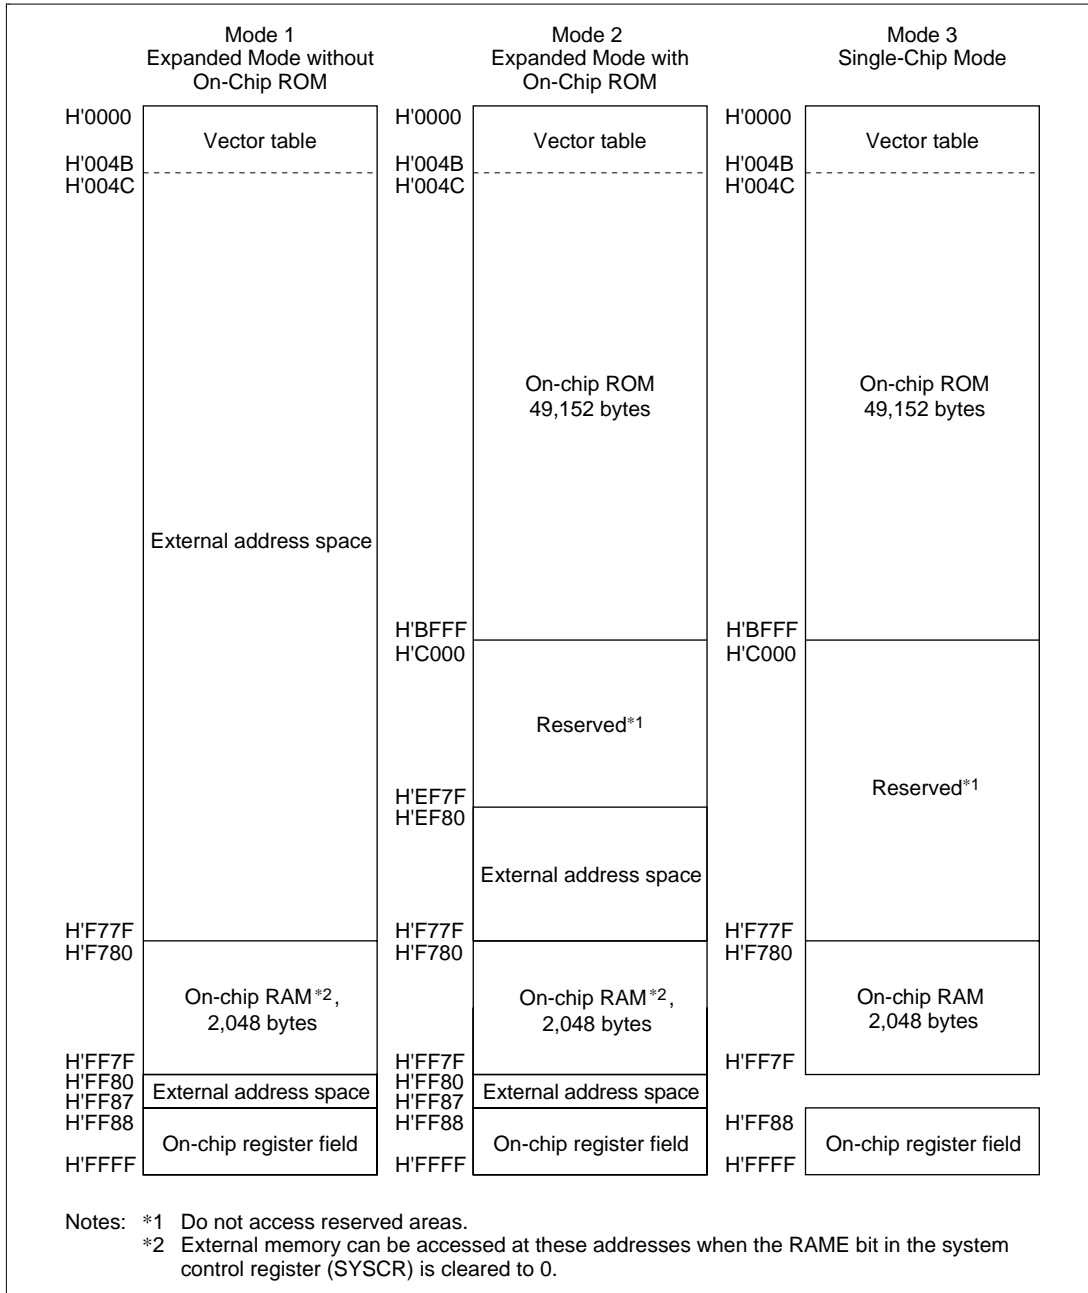 Mode 1
Expanded Mode without
On-Chip ROM
H'0000
Vector table
H'004B
H'004C
External address space
H'F77F
H'F780
On-chip RAM*2,
2,048 bytes
H'FF7F
H'FF80
External address space
H'FF87
H'FF88
On-chip register field
H'FFFF
Mode 2
Expanded Mode with
On-Chip ROM
H'0000
Vector table
H'004B
H'004C
On-chip ROM
49,152 bytes
H'BFFF
H'C000
Reserved*1
H'EF7F
H'EF80
External address space
H'F77F
H'F780
On-chip RAM*2,
2,048 bytes
H'FF7F
H'FF80
External address space
H'FF87
H'FF88
On-chip register field
H'FFFF
Mode 3
Single-Chip Mode
H'0000
Vector table
H'004B
H'004C
On-chip ROM
49,152 bytes
H'BFFF
H'C000
Reserved*1
H'F77F
H'F780
On-chip RAM
2,048 bytes
H'FF7F
H'FF88
On-chip register field
H'FFFF
Notes: *1 Do not access reserved areas.
*2 External memory can be accessed at these addresses when the RAME bit in the system
control register (SYSCR) is cleared to 0.